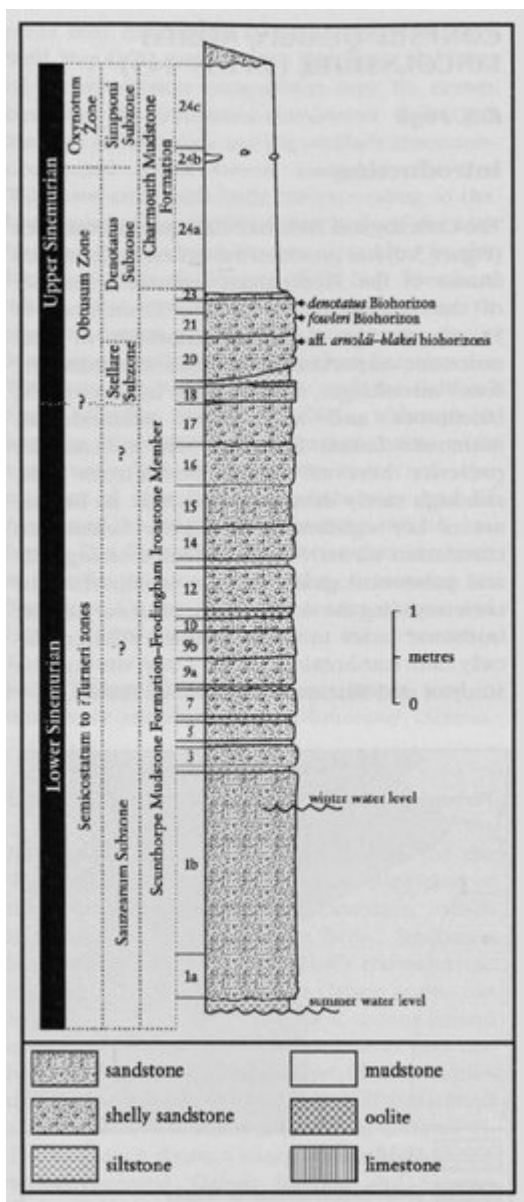 Upper Sinemurian
Lower Sinemurian
Oxynotum Zone
Obtusum Zone
?
Semicostatum to ?Turneri zones
Simpsoni Subzone
Denotatus Subzone
Stellare Subzone
?
?
Sauzeanum Subzone
Charmouth Mudstone Formation
Scunthorpe Mudstone Formation–Frodingham Ironstone Member
24c
24b
24a
23
21
20
18
17
16
15
14
12
10
9b
9a
7
5
3
1b
1a
denotatus Biohorizon
fowleri Biohorizon
aff. arnoldi–blakei biohorizons
1
metres
0
winter water level
summer water level
sandstone
shelly sandstone
siltstone
mudstone
oolite
limestone